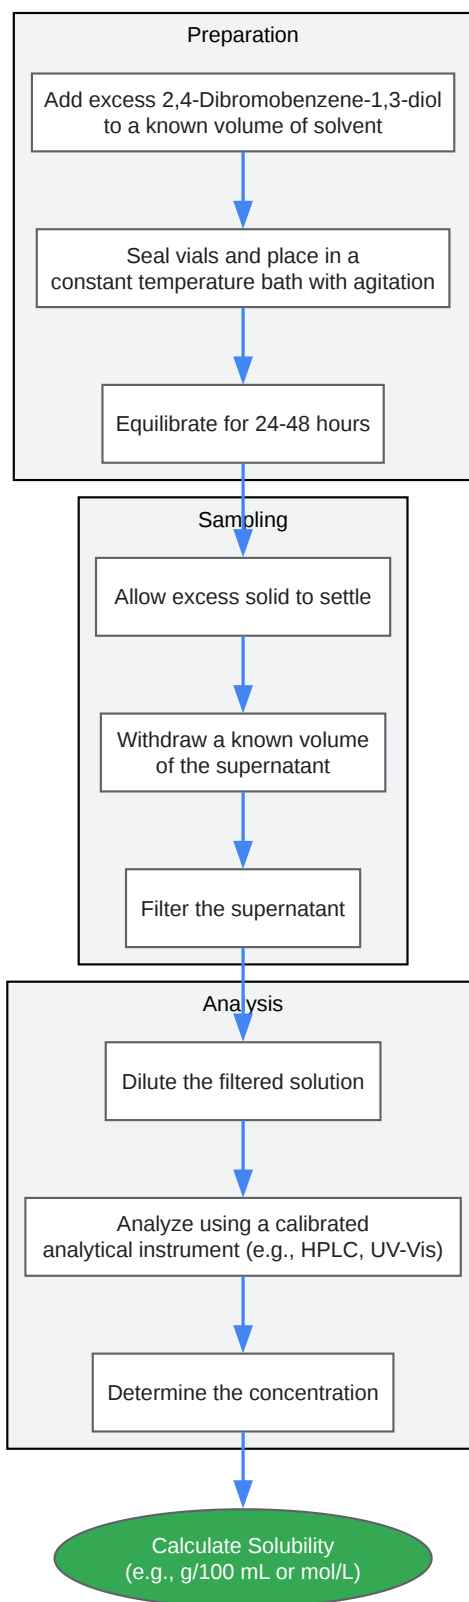 Preparation
Add excess 2,4-Dibromobenzene-1,3-diol
to a known volume of solvent
Seal vials and place in a
constant temperature bath with agitation
Equilibrate for 24-48 hours
Sampling
Allow excess solid to settle
Withdraw a known volume
of the supernatant
Filter the supernatant
Analysis
Dilute the filtered solution
Analyze using a calibrated
analytical instrument (e.g., HPLC, UV-Vis)
Determine the concentration
Calculate Solubility
(e.g., g/100 mL or mol/L)